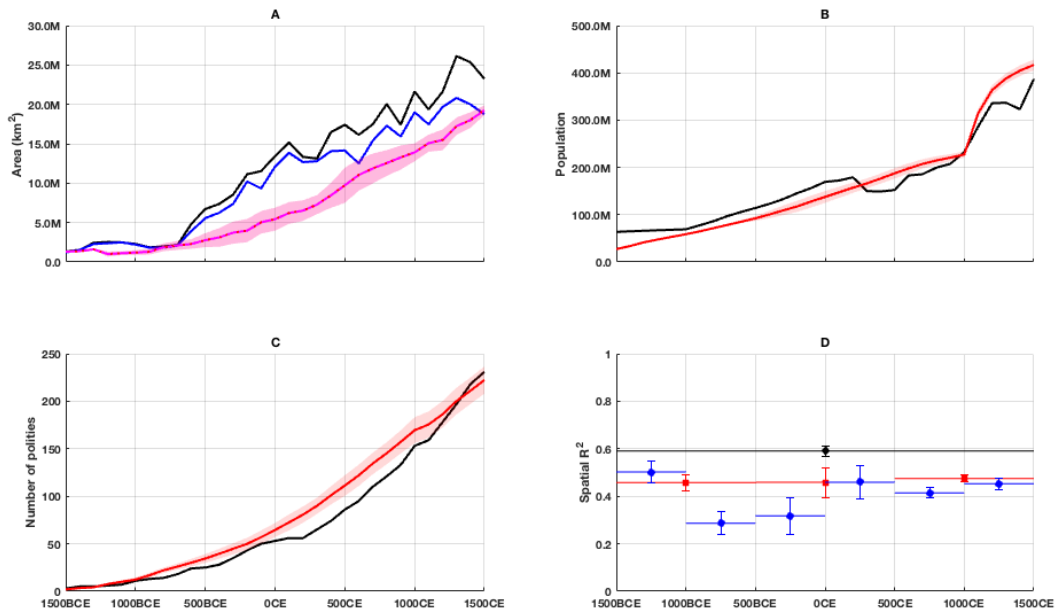 A
B
30.0M
25.0M
20.0M
15.0M
10.0M
5.0M
0.0
Area (km²)
500.0M
400.0M
300.0M
200.0M
100.0M
0.0
Population
C
D
250
200
150
100
50
0
Number of polities
1500BCE 1000BCE 500BCE 0CE 500CE 1000CE 1500CE
1
0.8
0.6
0.4
0.2
0
Spatial R²
1500BCE 1000BCE 500BCE 0CE 500CE 1000CE 1500CE